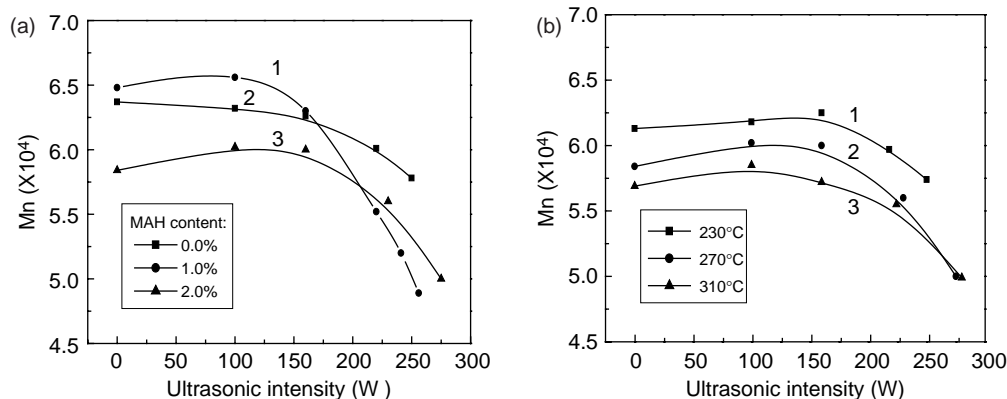 (a)
7.0
6.5
6.0
5.5
5.0
4.5
Mn (X10⁴)
1
2
3
MAH content:
0.0%
1.0%
2.0%
0 50 100 150 200 250 300
Ultrasonic intensity (W )
(b)
7.0
6.5
6.0
5.5
5.0
4.5
Mn (X10⁴)
1
2
3
230°C
270°C
310°C
0 50 100 150 200 250 300
Ultrasonic intensity (W)